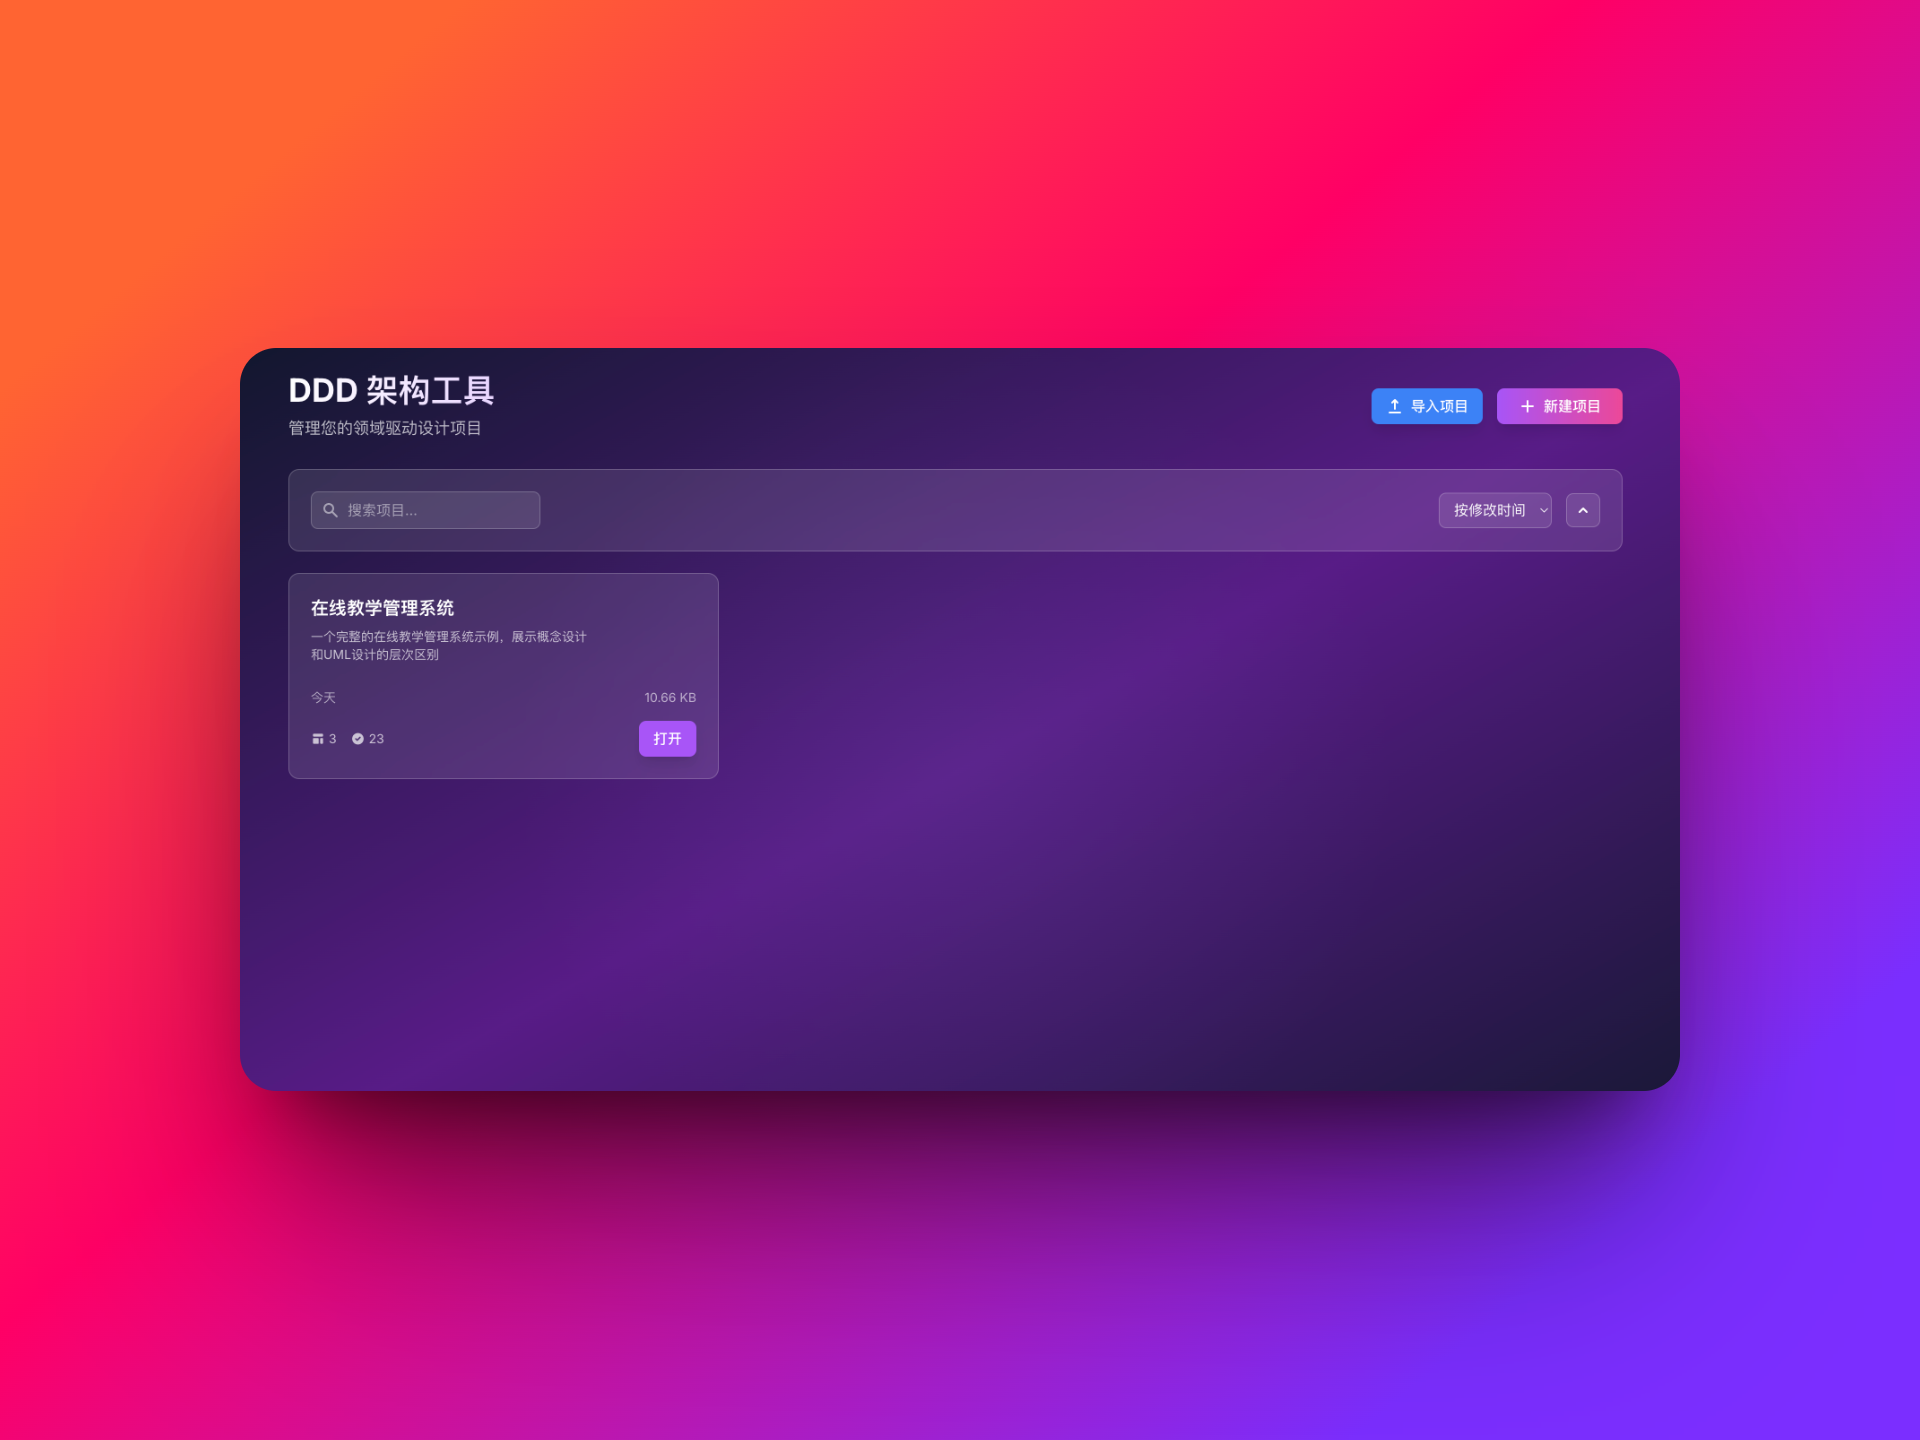 DDD 架构工具
管理您的领域驱动设计项目
导入项目
新建项目
搜索项目...
按修改时间
在线教学管理系统
一个完整的在线教学管理系统示例，展示概念设计
和UML设计的层次区别
今天
10.66 KB
3
23
打开